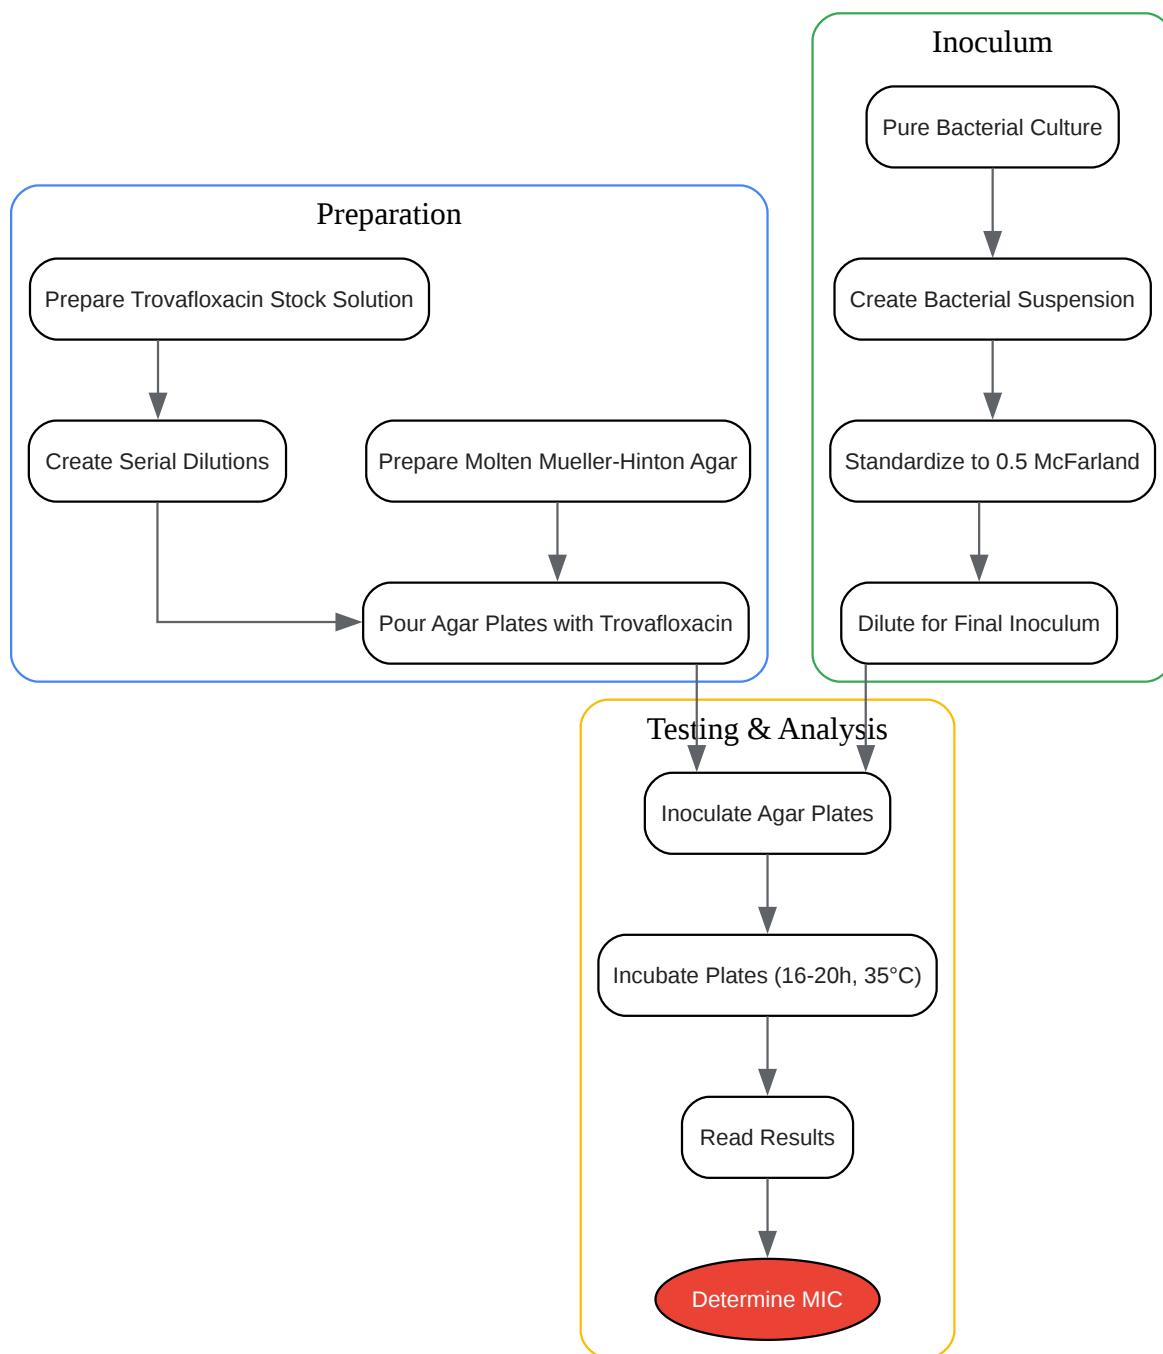 Inoculum
Pure Bacterial Culture
Create Bacterial Suspension
Standardize to 0.5 McFarland
Dilute for Final Inoculum
Preparation
Prepare Trovafloxacin Stock Solution
Create Serial Dilutions
Prepare Molten Mueller-Hinton Agar
Pour Agar Plates with Trovafloxacin
Testing & Analysis
Inoculate Agar Plates
Incubate Plates (16-20h, 35°C)
Read Results
Determine MIC